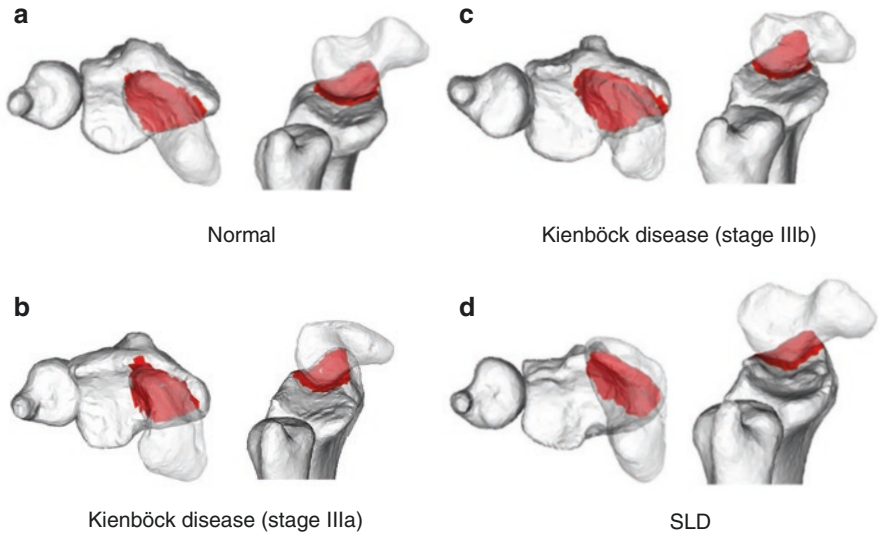 a
Normal
c
Kienböck disease (stage IIIb)
b
Kienböck disease (stage IIIa)
d
SLD